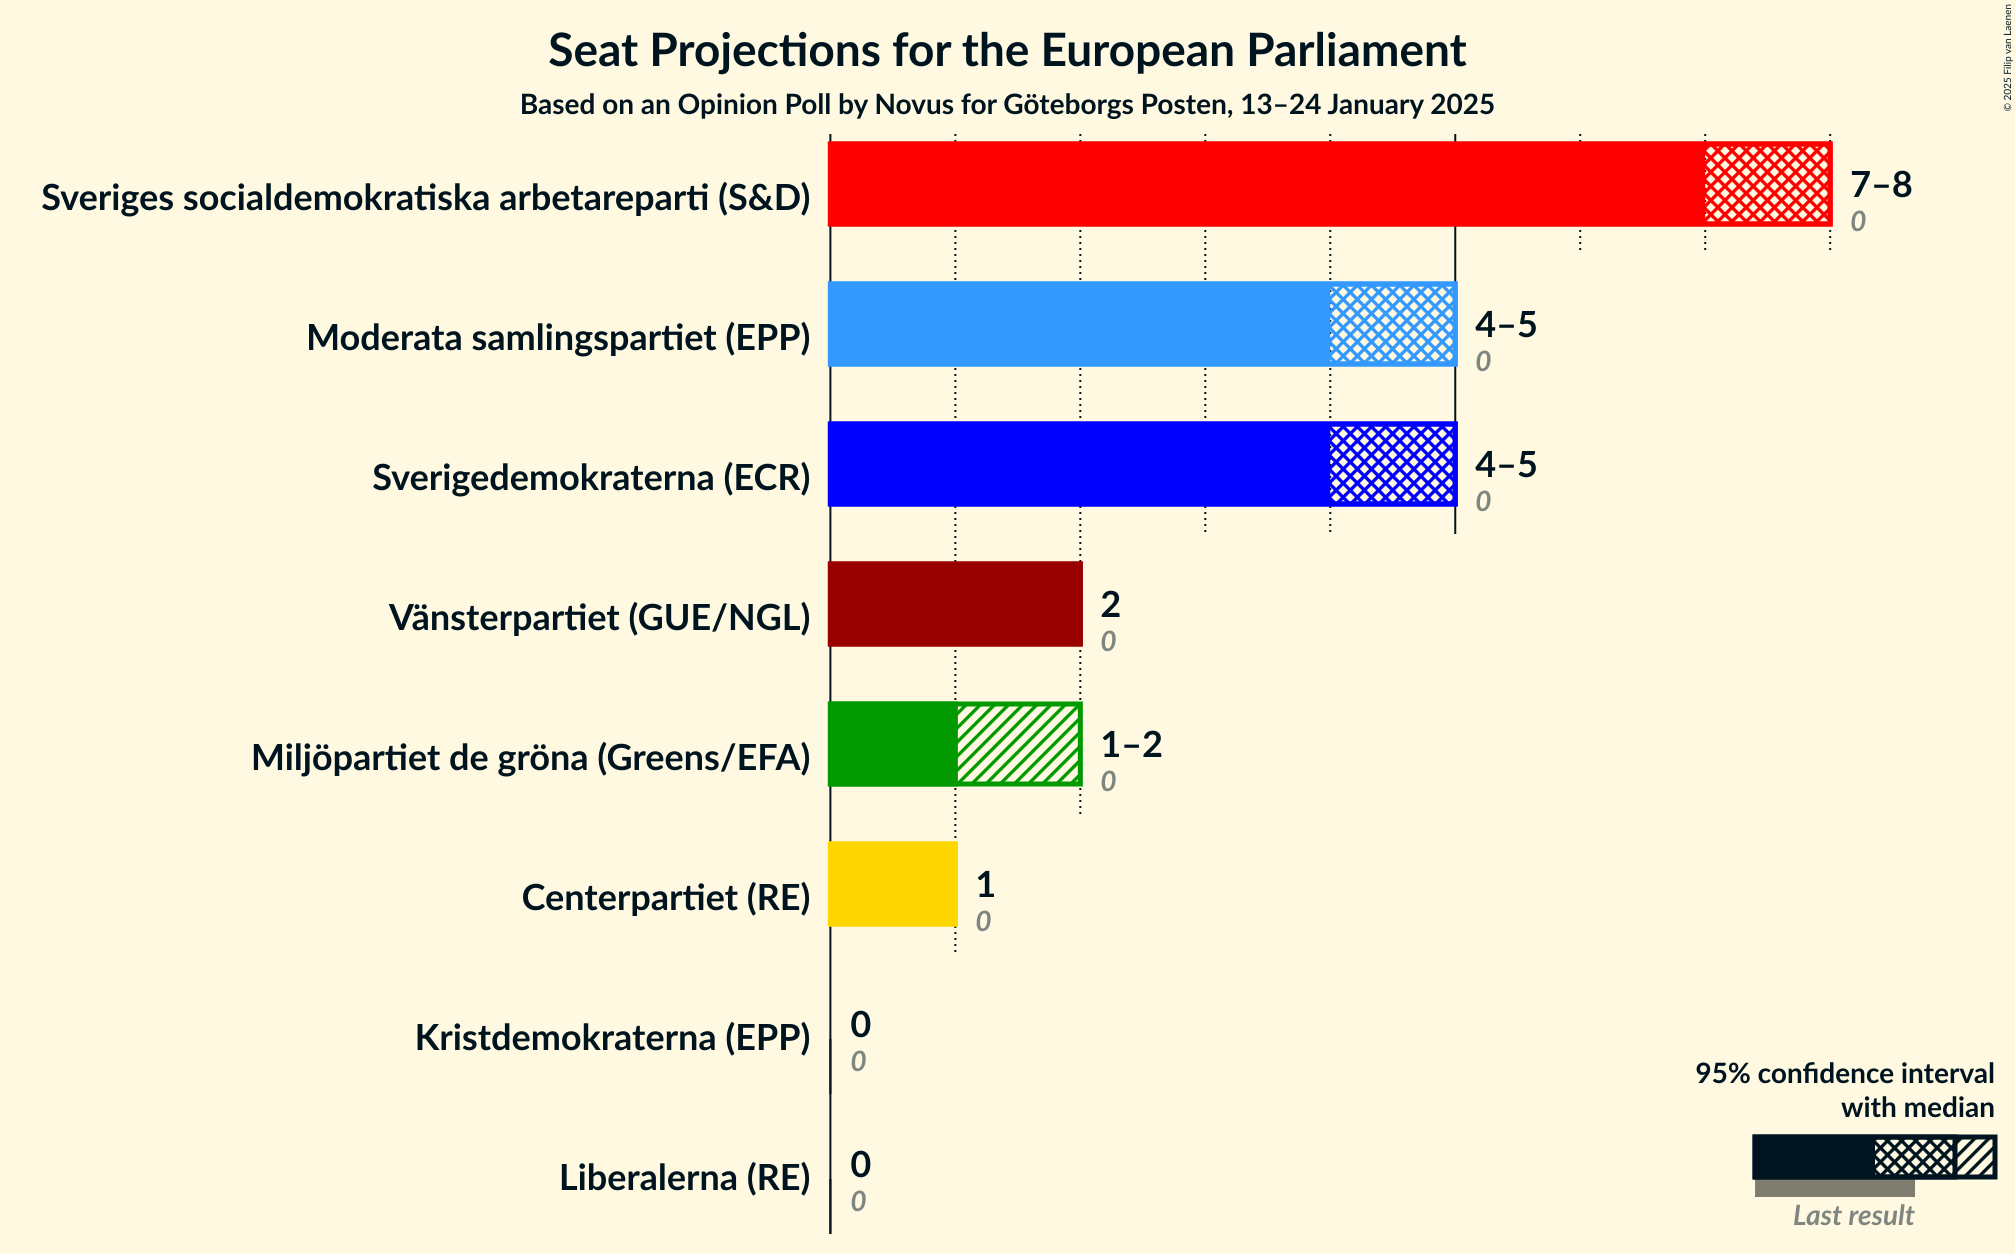 Seat Projections for the European Parliament
Based on an Opinion Poll by Novus for Göteborgs Posten, 13–24 January 2025
© 2025 Filip van Laenen
Sveriges socialdemokratiska arbetareparti (S&D)
7–8
0
Moderata samlingspartiet (EPP)
4–5
0
Sverigedemokraterna (ECR)
4–5
0
Vänsterpartiet (GUE/NGL)
2
0
Miljöpartiet de gröna (Greens/EFA)
1–2
0
Centerpartiet (RE)
1
0
Kristdemokraterna (EPP)
0
0
Liberalerna (RE)
0
0
95% confidence interval
with median
Last result